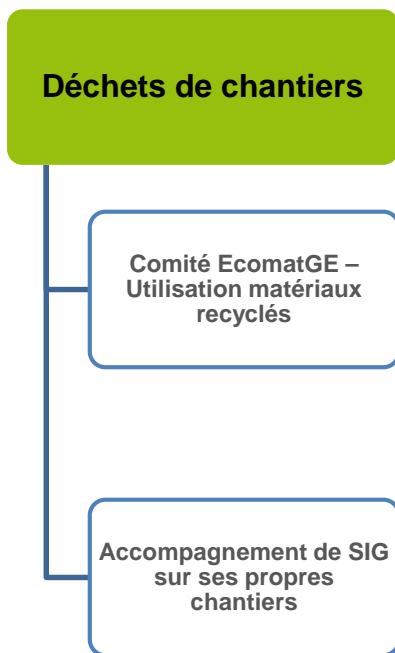 Déchets de chantiers
Comité EcomatGE –
Utilisation matériaux
recyclés
Accompagnement de SIG
sur ses propres
chantiers